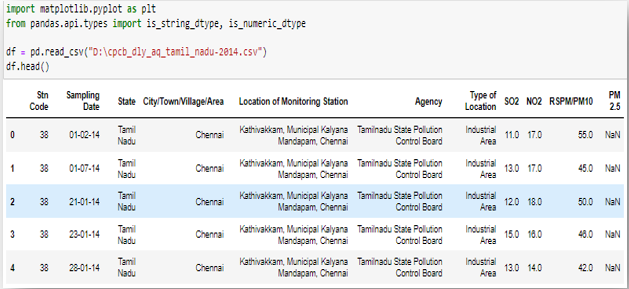 import matplotlib.pyplot as plt
from pandas.api.types import is_string_dtype, is_numeric_dtype
df = pd.read_csv("D:\cpcb_dly_aq_tamil_nadu-2014.csv")
df.head()
Stn Code Sampling Date State City/Town/Village/Area Location of Monitoring Station Agency Type of Location SO2 NO2 RSPM/PM10 PM 2.5
0 38 01-02-14 Tamil Nadu Chennai Kathivakkam, Municipal Kalyana Mandapam, Chennai Tamilnadu State Pollution Control Board Industrial Area 11.0 17.0 55.0 NaN
1 38 01-07-14 Tamil Nadu Chennai Kathivakkam, Municipal Kalyana Mandapam, Chennai Tamilnadu State Pollution Control Board Industrial Area 13.0 17.0 45.0 NaN
2 38 21-01-14 Tamil Nadu Chennai Kathivakkam, Municipal Kalyana Mandapam, Chennai Tamilnadu State Pollution Control Board Industrial Area 12.0 18.0 50.0 NaN
3 38 23-01-14 Tamil Nadu Chennai Kathivakkam, Municipal Kalyana Mandapam, Chennai Tamilnadu State Pollution Control Board Industrial Area 15.0 16.0 46.0 NaN
4 38 28-01-14 Tamil Nadu Chennai Kathivakkam, Municipal Kalyana Mandapam, Chennai Tamilnadu State Pollution Control Board Industrial Area 13.0 14.0 42.0 NaN